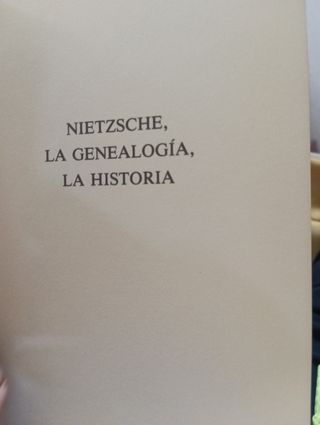 NIETZSCHE,
LA GENEALOGÍA,
LA HISTORIA